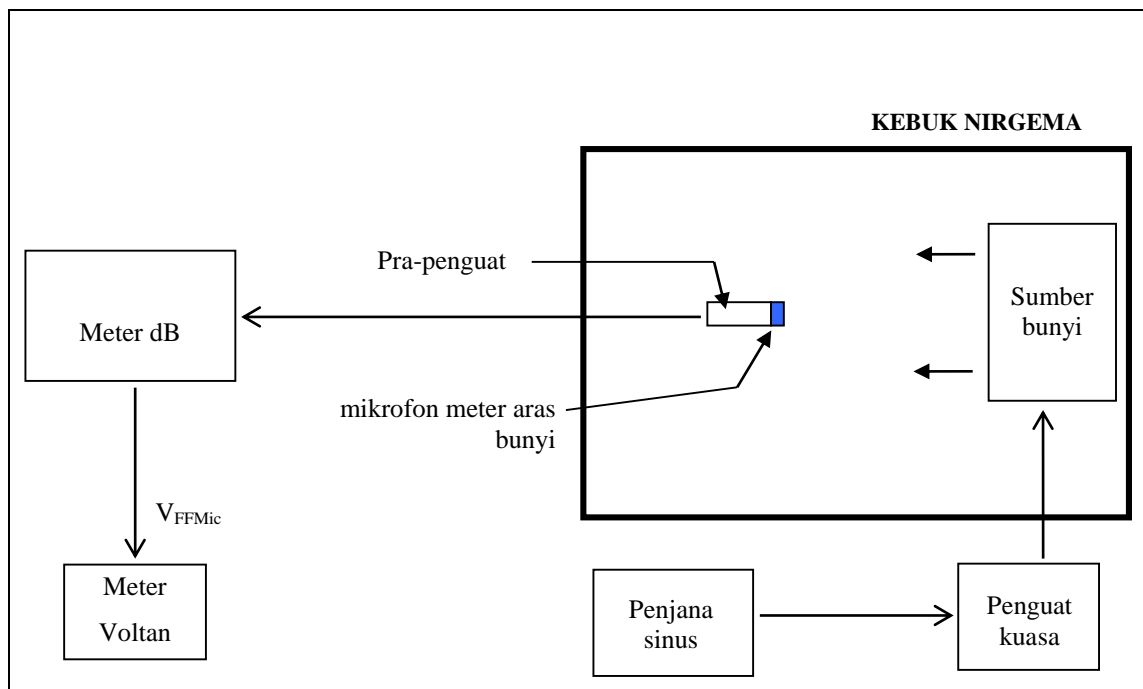 KEBUK NIRGEMA
Pra-penguat
Sumber
bunyi
Meter dB
mikrofon meter aras
bunyi
VFFMic
Meter
Voltan
Penjana
sinus
Penguat
kuasa